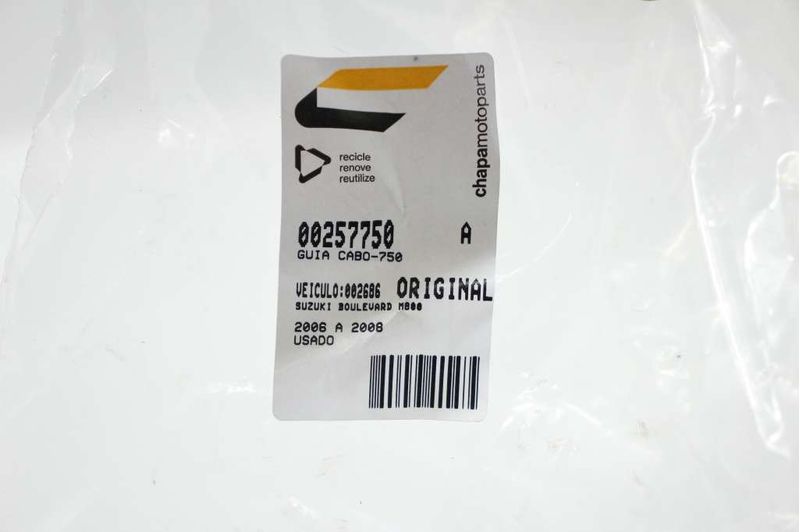 chapamotoparts
recicle
renove
reutilize
00257750 A
GUIA CABO-750
VEICULO:002686 ORIGINAL
SUZUKI BOULEVARD M800
2006 A 2008
USADO